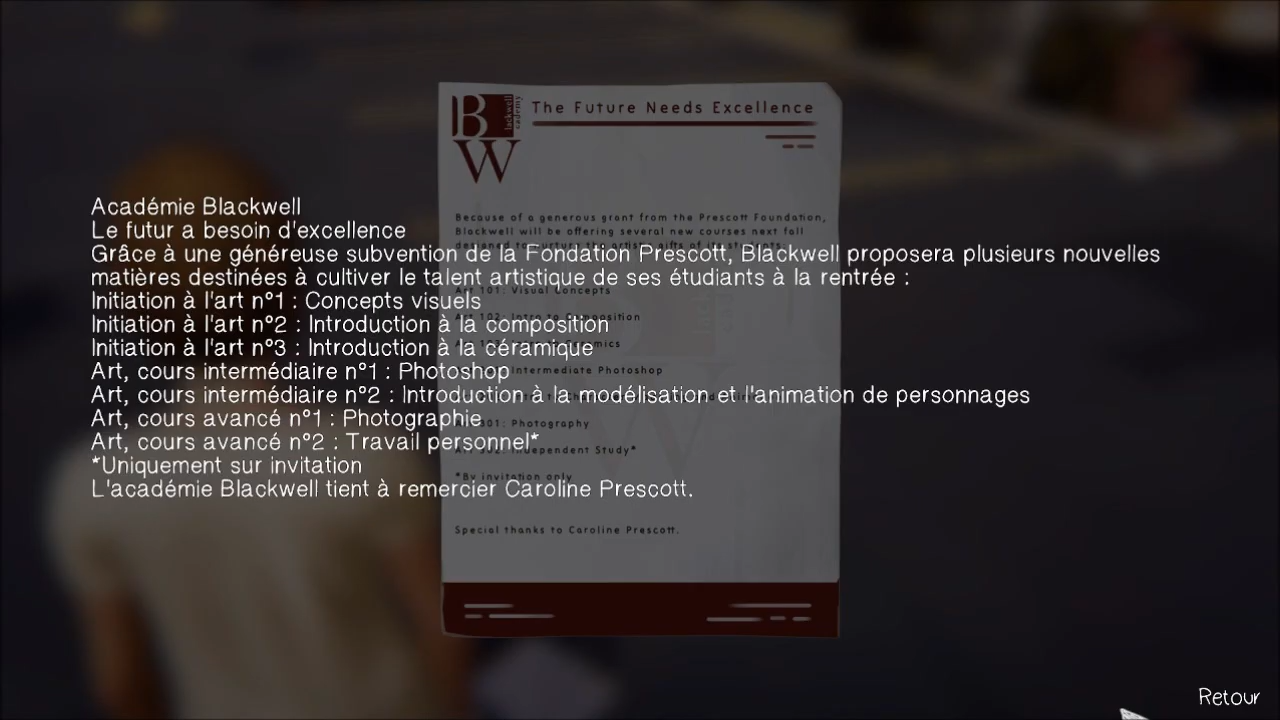 The Future Needs Excellence
B
W
Because of a generous grant from the Prescott Foundation,
Blackwell will be offering several new courses next fall
Académie Blackwell
Le futur a besoin d'excellence
Grâce à une généreuse subvention de la Fondation Prescott, Blackwell proposera plusieurs nouvelles
matières destinées à cultiver le talent artistique de ses étudiants à la rentrée :
Initiation à l'art n°1 : Concepts visuels
Initiation à l'art n°2 : Introduction à la composition
Initiation à l'art n°3 : Introduction à la céramique
Art, cours intermédiaire n°1 : Photoshop
Art, cours intermédiaire n°2 : Introduction à la modélisation et l'animation de personnages
Art, cours avancé n°1 : Photographie
Art, cours avancé n°2 : Travail personnel*
*Uniquement sur invitation
L'académie Blackwell tient à remercier Caroline Prescott.
Visual Concepts
Composition
Intermediate Photoshop
301: Photography
Independent Study*
*By invitation only
Special thanks to Caroline Prescott.
Retour